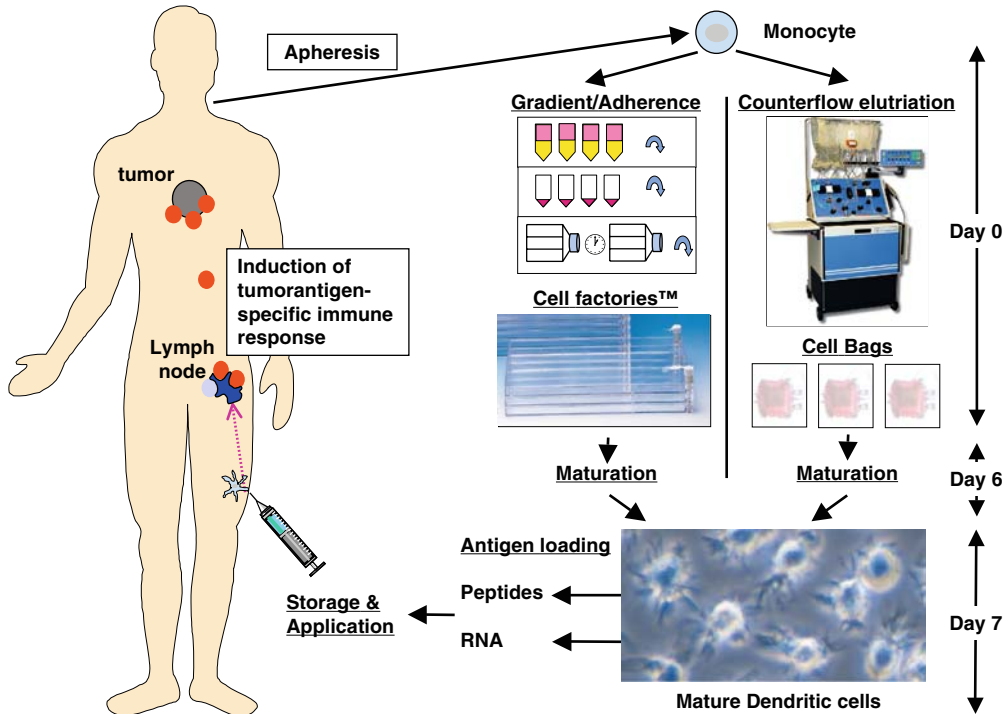 Apheresis
Monocyte
Gradient/Adherence
Counterflow elutriation
tumor
Day 0
Induction of
tumorantigen-
specific immune
response
Cell factories™
Cell Bags
Lymph
node
Maturation
Maturation
Day 6
Antigen loading
Peptides
RNA
Storage &
Application
Day 7
Mature Dendritic cells